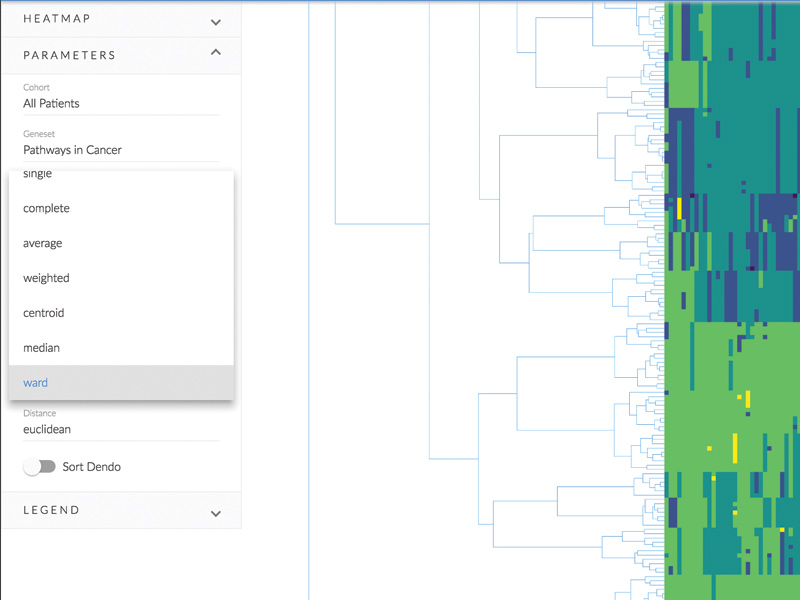 HEATMAP
PARAMETERS
Cohort
All Patients
Geneset
Pathways in Cancer
single
complete
average
weighted
centroid
median
ward
Distance
euclidean
Sort Dendo
LEGEND